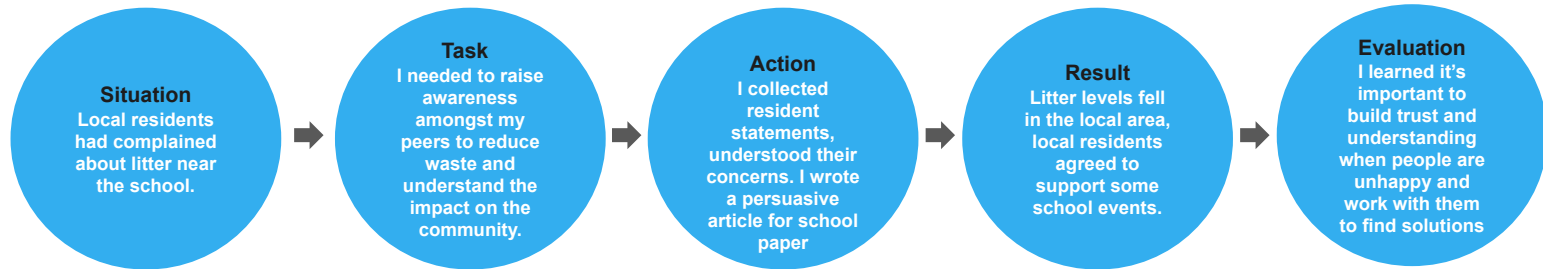 Situation
Local residents
had complained
about litter near
the school.
Task
I needed to raise
awareness
amongst my
peers to reduce
waste and
understand the
impact on the
community.
Action
I collected
resident
statements,
understood their
concerns. I wrote
a persuasive
article for school
paper
Result
Litter levels fell
in the local area,
local residents
agreed to
support some
school events.
Evaluation
I learned it’s
important to
build trust and
understanding
when people are
unhappy and
work with them
to find solutions